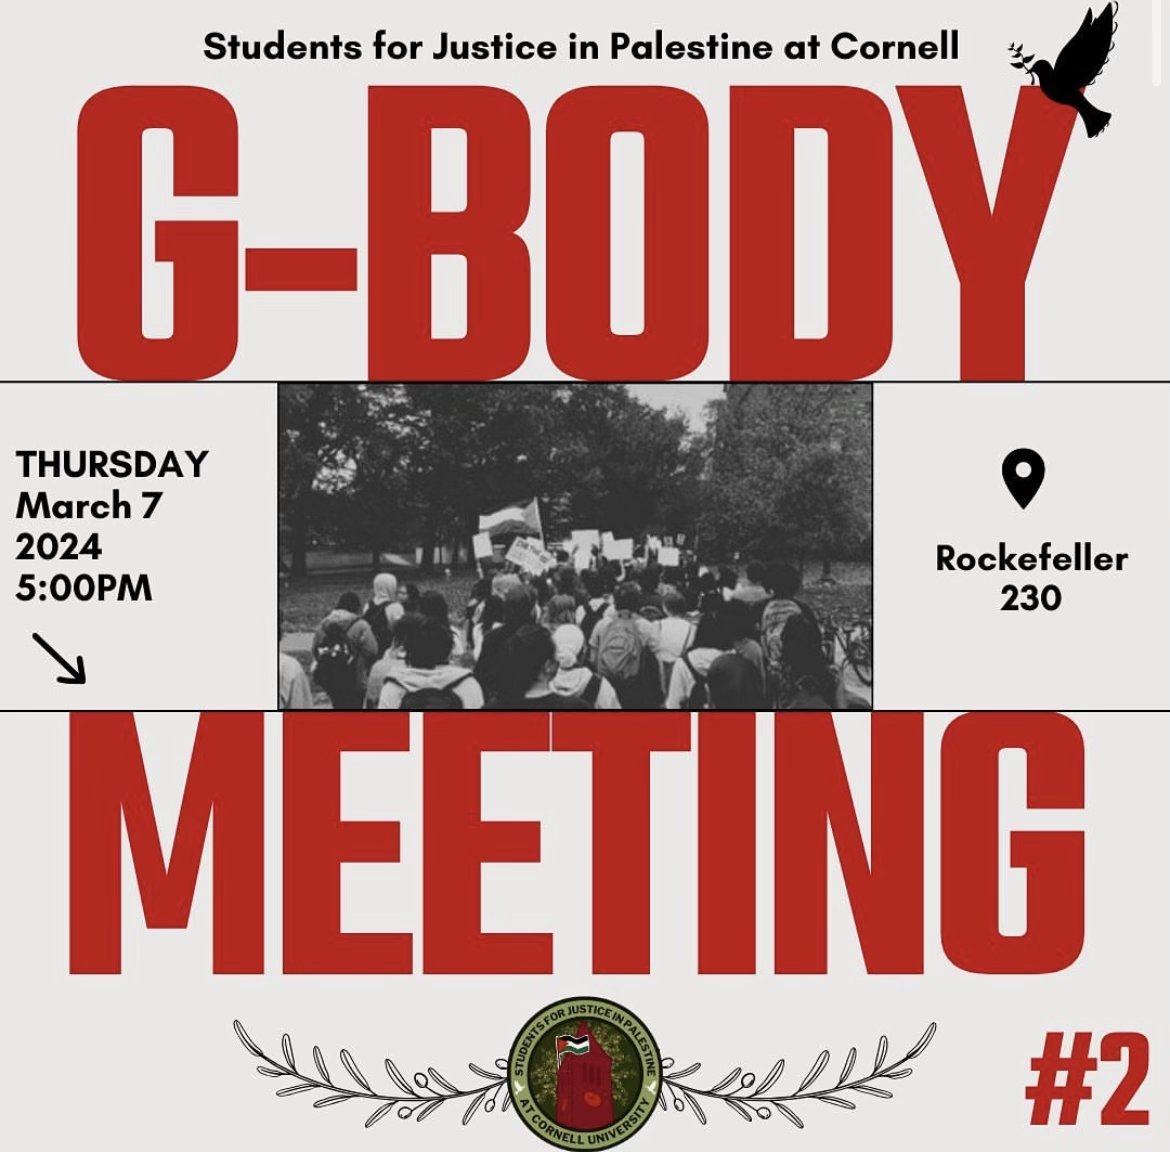 Students for Justice in Palestine at Cornell
G-BODY
THURSDAY
March 7
2024
5:00PM
Rockefeller
230
MEETING
STUDENTS FOR JUSTICE IN PALESTINE
AT CORNELL UNIVERSITY
#2